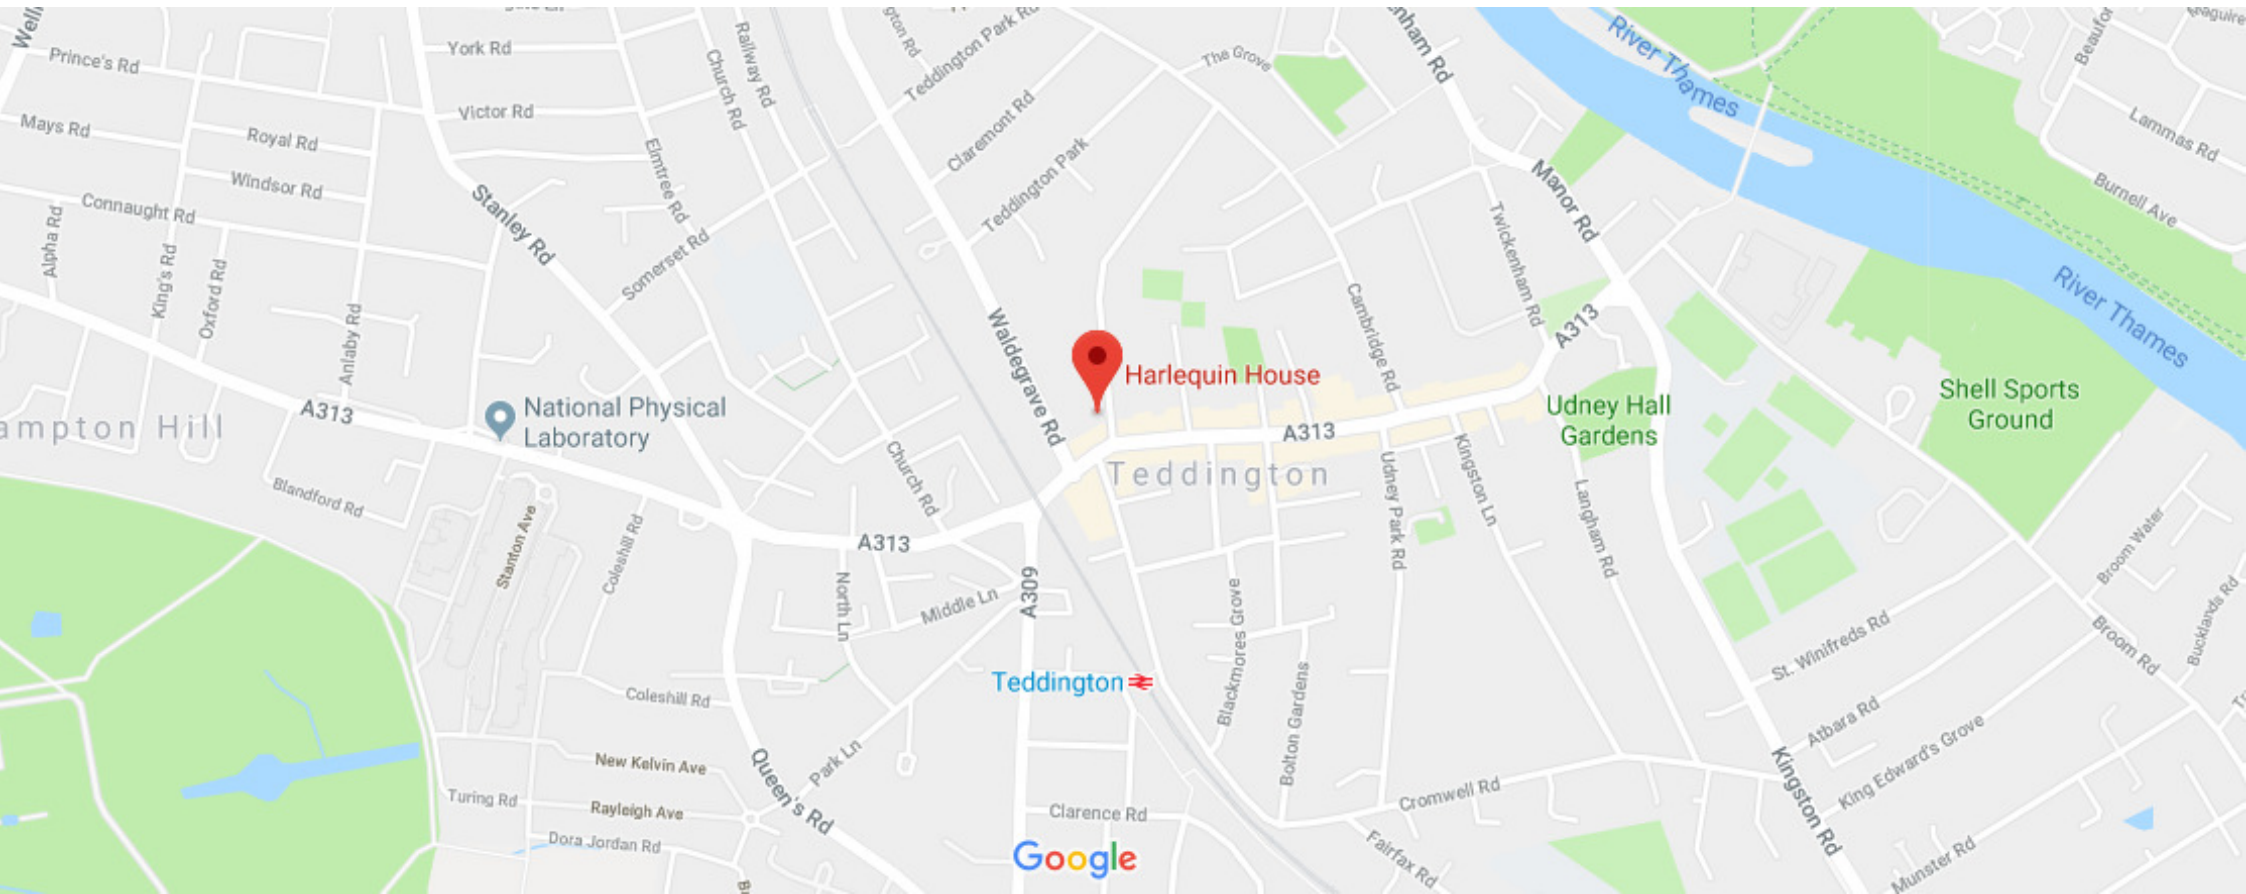 Prince's Rd
York Rd
Victor Rd
Mays Rd
Royal Rd
Windsor Rd
Connaught Rd
Alpha Rd
King's Rd
Oxford Rd
Anlaby Rd
Stanley Rd
Elmtree Rd
Somerset Rd
Church Rd
Railway Rd
Teddington Park Rd
Claremont Rd
Teddington Park
The Grove
River Thames
Manor Rd
Twickenham Rd
Cambridge Rd
Waldegrave Rd
Harlequin House
A313
A313
National Physical
Laboratory
A313
A313
Teddington
Udney Hall
Gardens
Shell Sports
Ground
River Thames
Lammas Rd
Burnell Ave
Blandford Rd
Stanton Ave
Coleshill Rd
Church Rd
North Ln
Middle Ln
A309
Teddington
Blackmores Grove
Bolton Gardens
Udney Park Rd
Kingston Ln
Langham Rd
St. Winifreds Rd
Atbara Rd
King Edward's Grove
Broom Water
Broom Rd
Bucklands Rd
Coleshill Rd
New Kelvin Ave
Turing Rd
Rayleigh Ave
Dora Jordan Rd
Queen's Rd
Park Ln
Clarence Rd
Cromwell Rd
Fairfax Rd
Kingston Rd
Munster Rd
Google